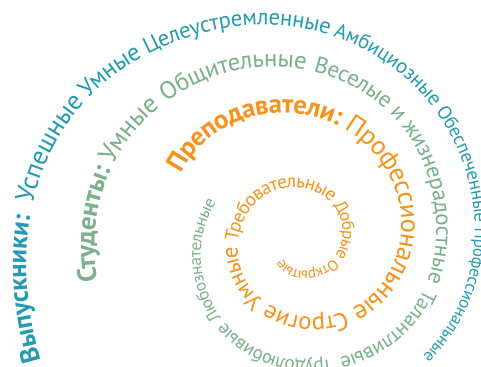 Выпускники: Успешные Умные Целеустремленные Амбициозные Обеспеченные Профессиональные
Студенты: Умные Общительные Веселые и жизнерадостные Талантливые Трудолюбивые Любознательные
Преподаватели: Профессиональные Строгие Умные Требовательные Добрые Открытые